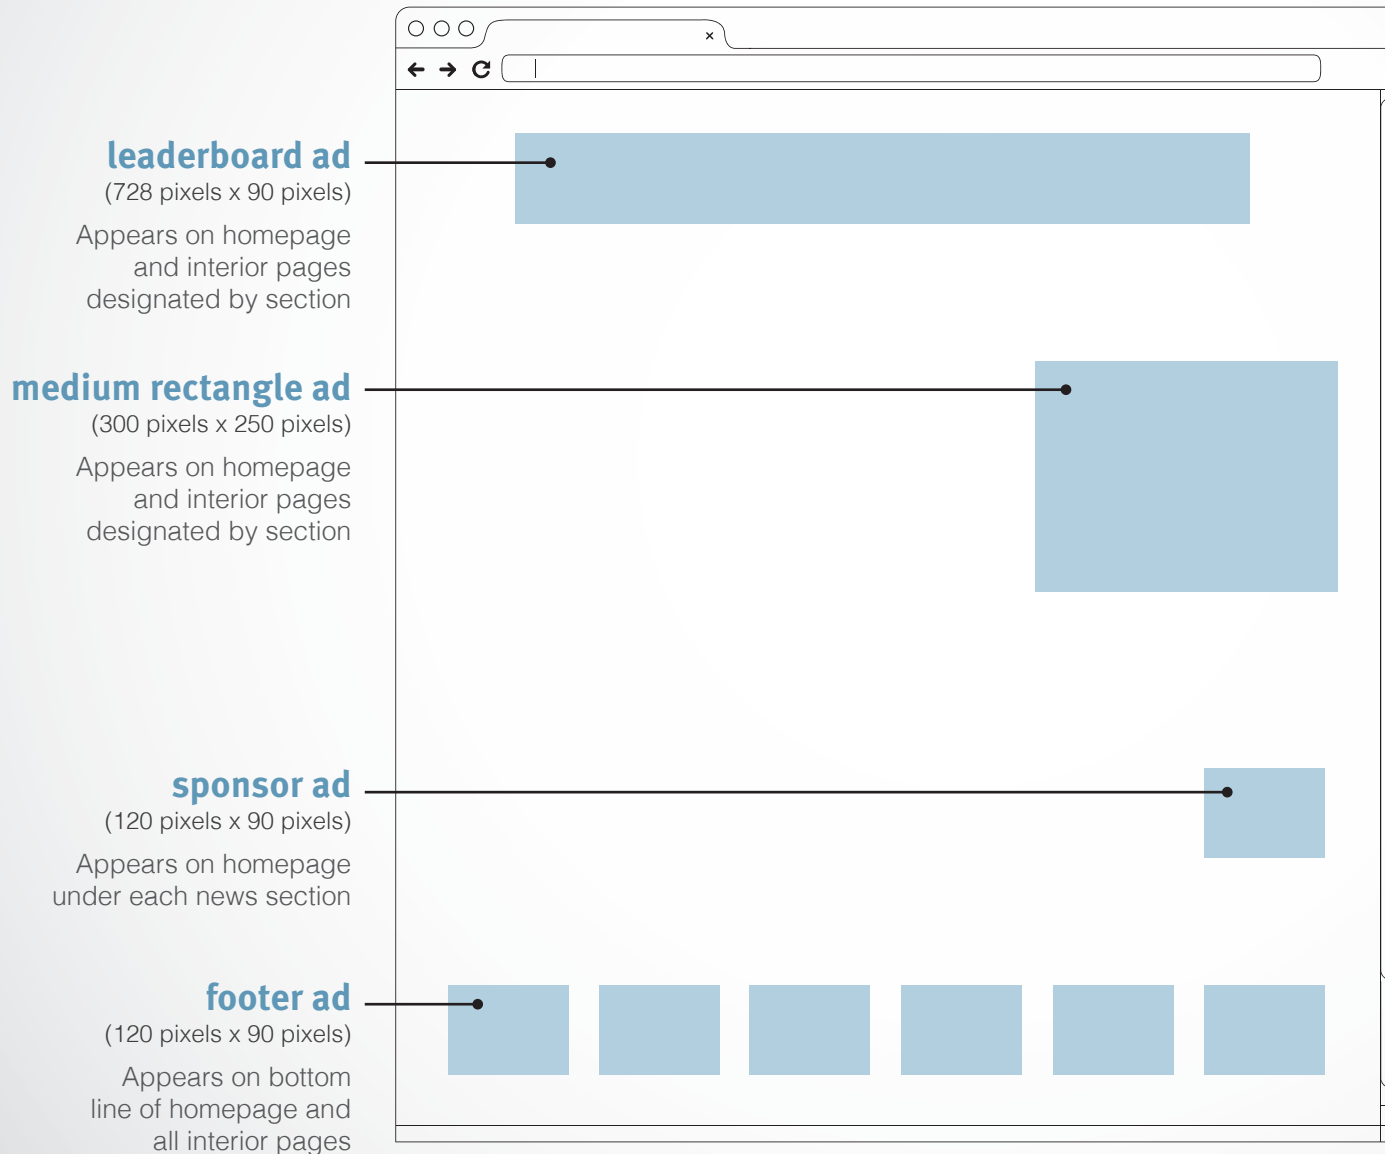 leaderboard ad
(728 pixels x 90 pixels)
Appears on homepage
and interior pages
designated by section
medium rectangle ad
(300 pixels x 250 pixels)
Appears on homepage
and interior pages
designated by section
sponsor ad
(120 pixels x 90 pixels)
Appears on homepage
under each news section
footer ad
(120 pixels x 90 pixels)
Appears on bottom
line of homepage and
all interior pages